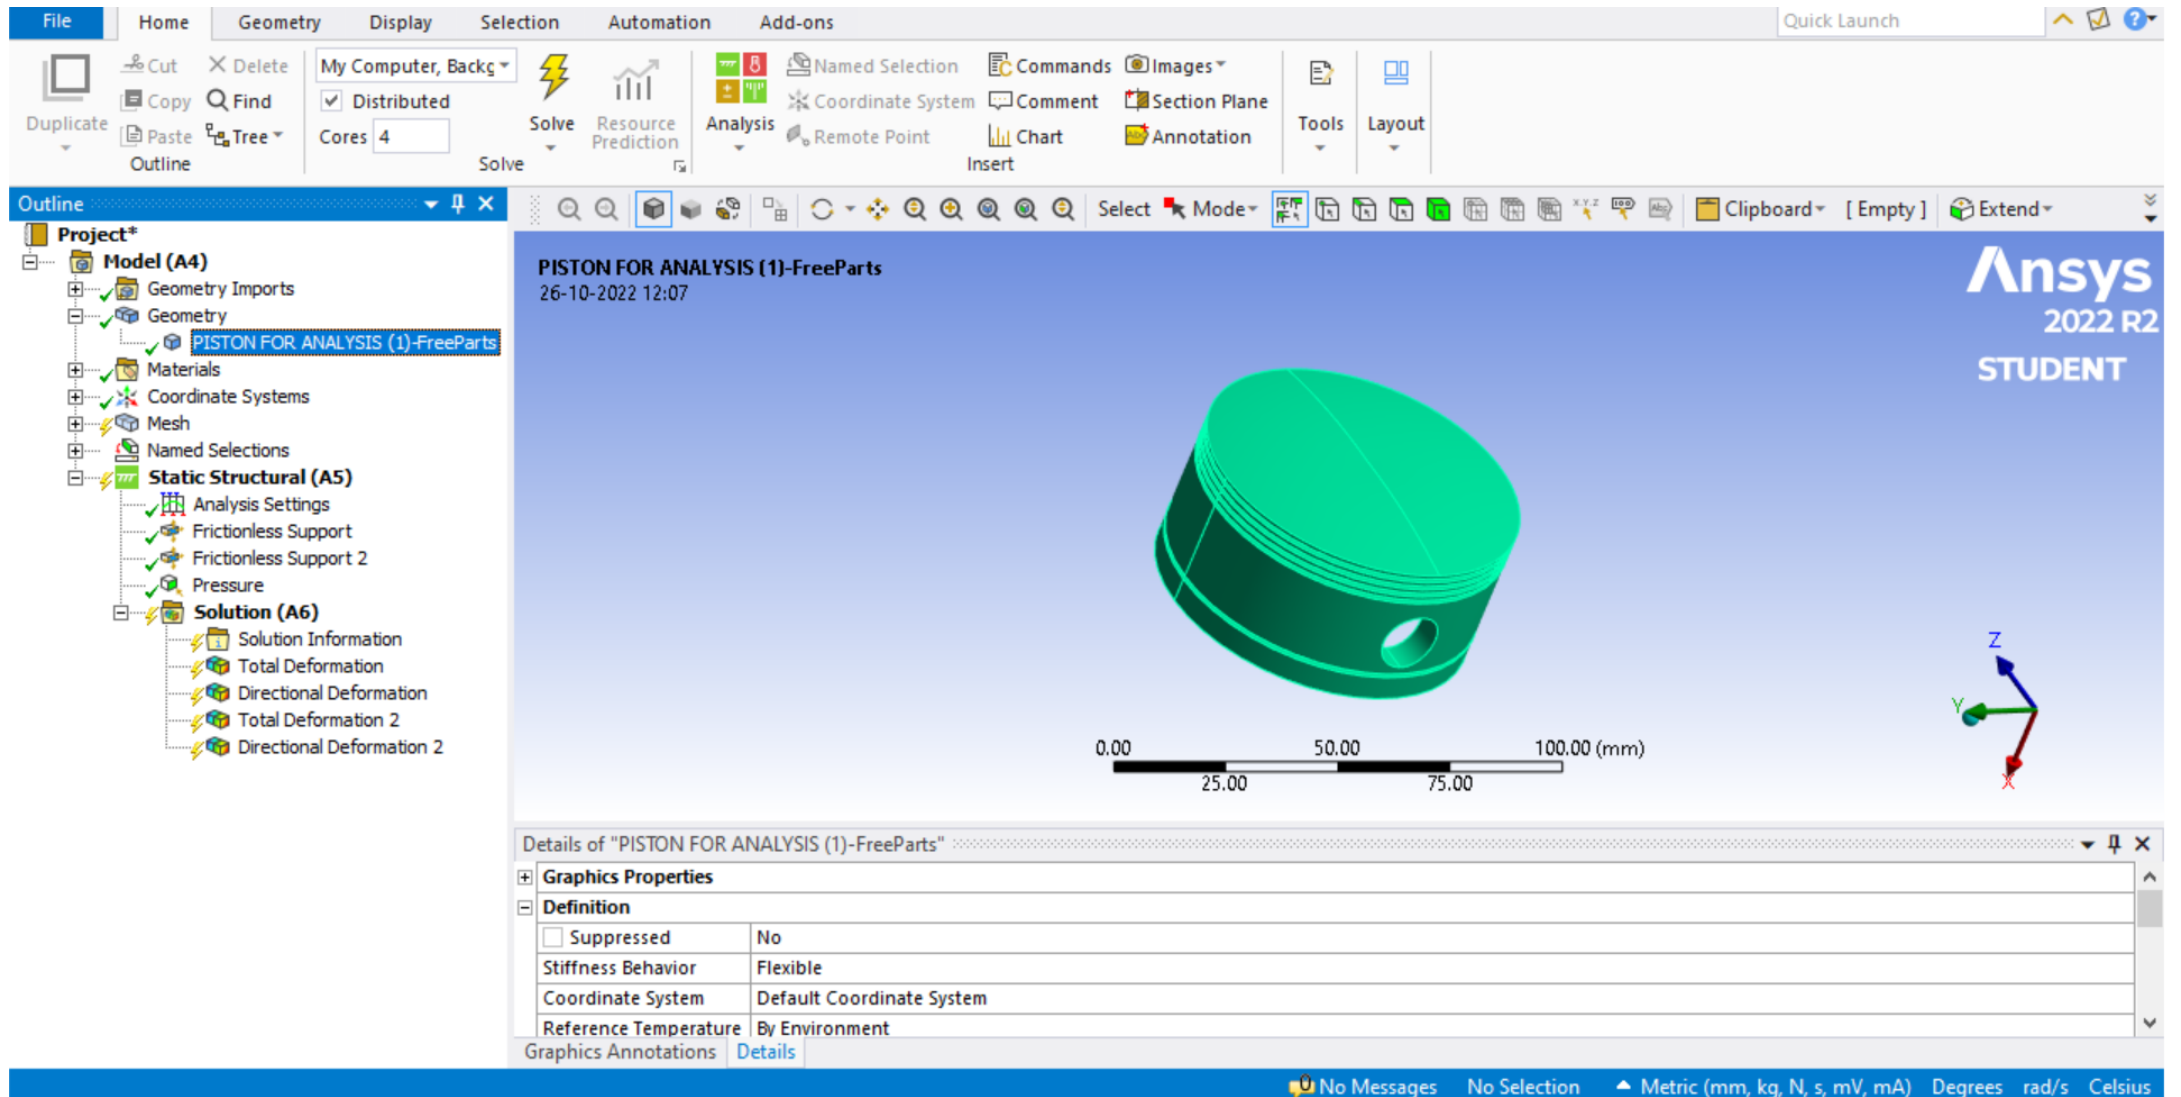 File Home Geometry Display Selection Automation Add-ons Quick Launch
Duplicate Cut Copy Paste Delete Find Tree
Outline
My Computer, Backg
Distributed
Cores 4
Solve Resource Prediction
Solve
Analysis
Named Selection Commands Images
Coordinate System Comment Section Plane
Remote Point Chart Annotation
Insert
Tools Layout
Outline
Select Mode Clipboard [ Empty ] Extend
Project*
Model (A4)
Geometry Imports
Geometry
PISTON FOR ANALYSIS (1)-FreeParts
Materials
Coordinate Systems
Mesh
Named Selections
Static Structural (A5)
Analysis Settings
Frictionless Support
Frictionless Support 2
Pressure
Solution (A6)
Solution Information
Total Deformation
Directional Deformation
Total Deformation 2
Directional Deformation 2
PISTON FOR ANALYSIS (1)-FreeParts
26-10-2022 12:07
Ansys
2022 R2
STUDENT
Z
Y
X
0.00 50.00 100.00 (mm)
25.00 75.00
Details of "PISTON FOR ANALYSIS (1)-FreeParts"
Graphics Properties
Definition
Suppressed No
Stiffness Behavior Flexible
Coordinate System Default Coordinate System
Reference Temperature By Environment
Graphics Annotations Details
No Messages No Selection Metric (mm, kg, N, s, mV, mA) Degrees rad/s Celsius